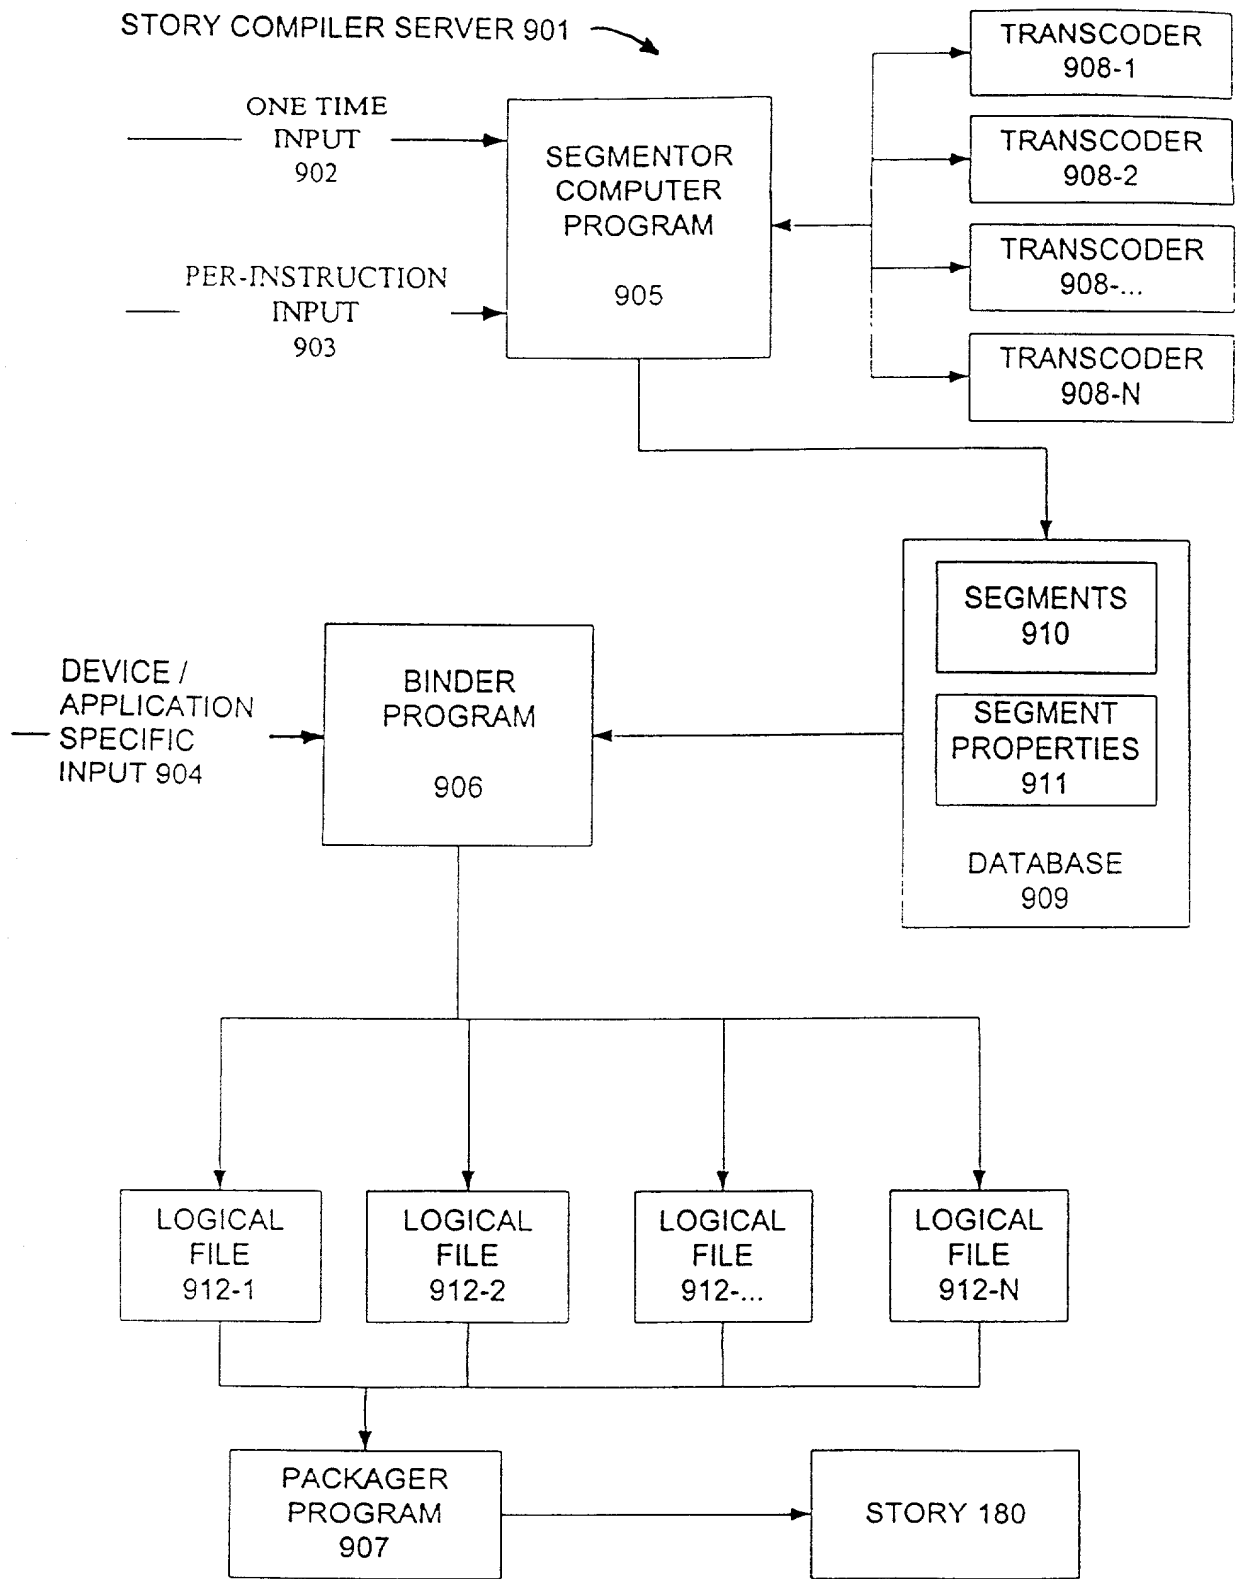 STORY COMPILER SERVER 901
ONE TIME
INPUT
902
PER-INSTRUCTION
INPUT
903
SEGMENTOR
COMPUTER
PROGRAM
905
TRANSCODER
908-1
TRANSCODER
908-2
TRANSCODER
908-...
TRANSCODER
908-N
SEGMENTS
910
SEGMENT
PROPERTIES
911
DATABASE
909
DEVICE /
APPLICATION
SPECIFIC
INPUT 904
BINDER
PROGRAM
906
LOGICAL
FILE
912-1
LOGICAL
FILE
912-2
LOGICAL
FILE
912-...
LOGICAL
FILE
912-N
PACKAGER
PROGRAM
907
STORY 180